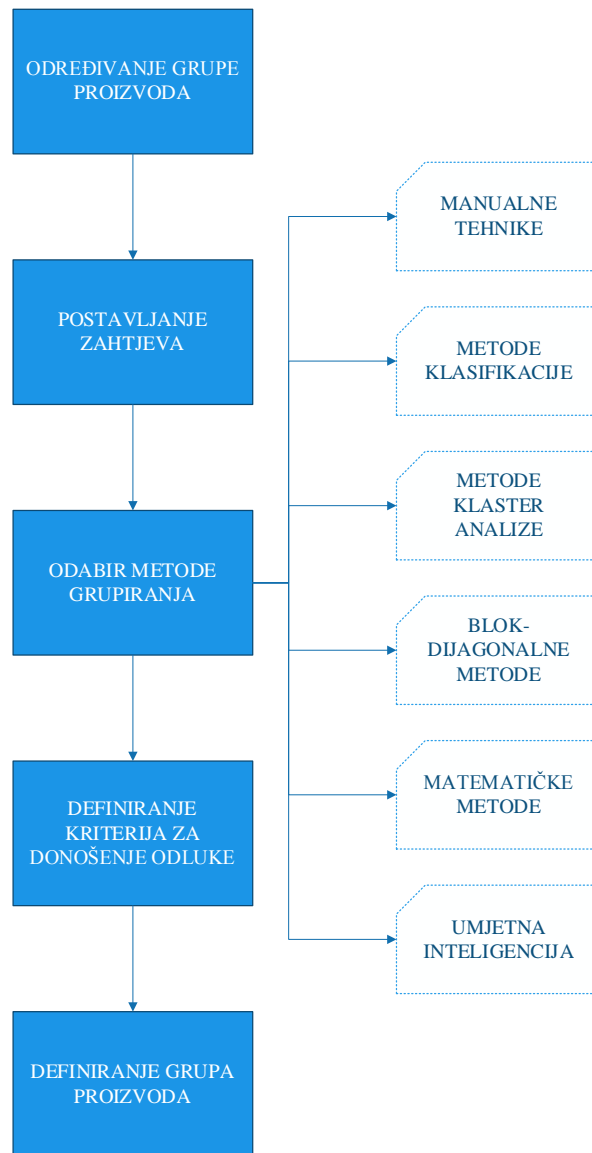 ODREĐIVANJE GRUPE
PROIZVODA
POSTAVLJANJE
ZAHTJEVA
ODABIR METODE
GRUPIRANJA
DEFINIRANJE
KRITERIJA ZA
DONOŠENJE ODLUKE
DEFINIRANJE GRUPA
PROIZVODA
MANUALNE
TEHNIKE
METODE
KLASIFIKACIJE
METODE
KLASTER
ANALIZE
BLOK-
DIJAGONALNE
METODE
MATEMATIČKE
METODE
UMJETNA
INTELIGENCIJA